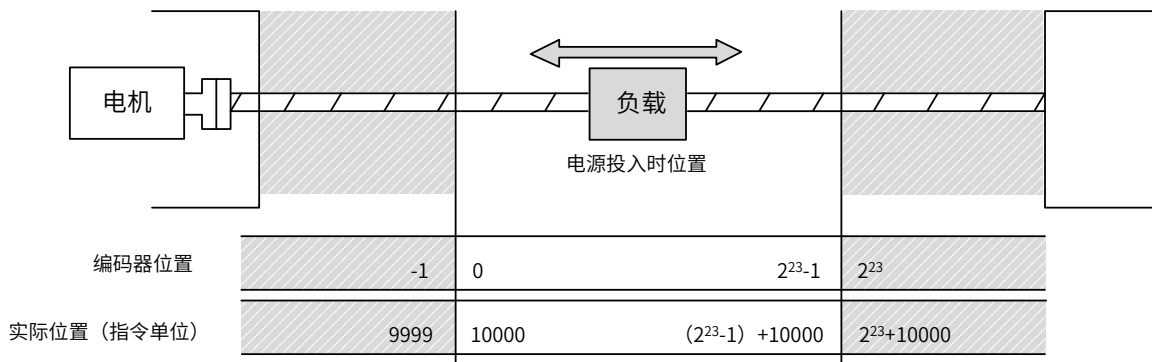 电机
负载
电源投入时位置
编码器位置 -1 0 2²³-1 2²³
实际位置（指令单位） 9999 10000 （2²³-1）+10000 2²³+10000